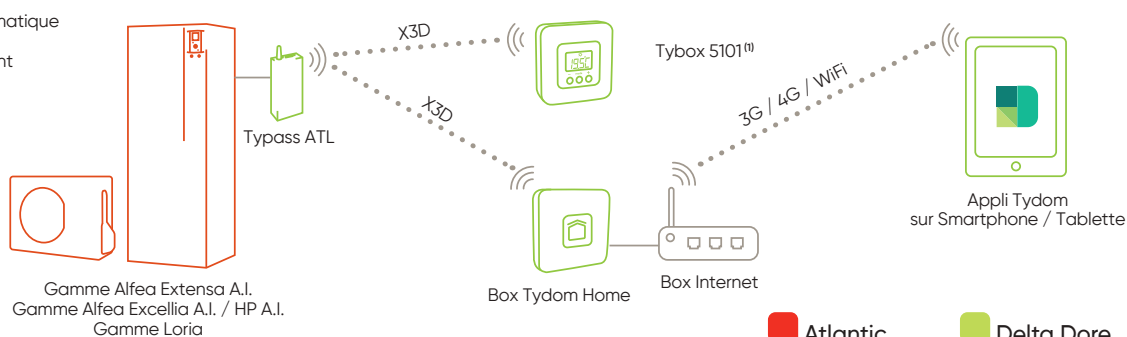 X3D
Tybox 5101(1)
19.5C
3G / 4G / WiFi
Typass ATL
X3D
Appli Tydom
sur Smartphone / Tablette
Box Internet
Box Tydom Home
Gamme Alfea Extensa A.I.
Gamme Alfea Excellia A.I. / HP A.I.
Gamme Loria
Atlantic
Delta Dore